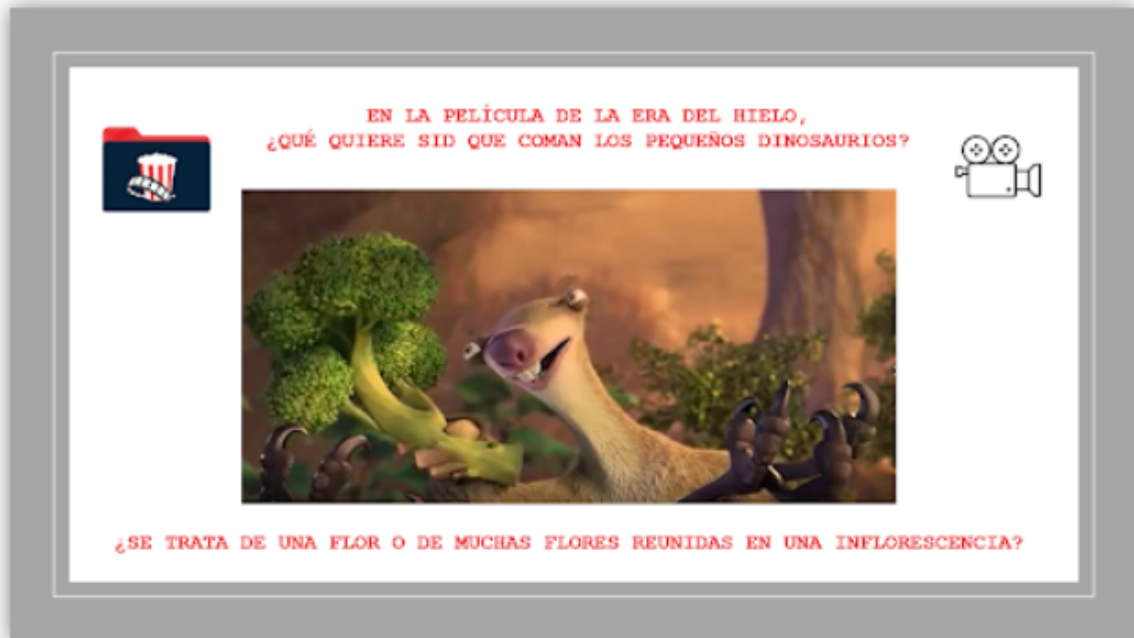 EN LA PELÍCULA DE LA ERA DEL HIELO,
¿QUÉ QUIERE SID QUE COMAN LOS PEQUEÑOS DINOSAURIOS?
¿SE TRATA DE UNA FLOR O DE MUCHAS FLORES REUNIDAS EN UNA INFLORESCENCIA?